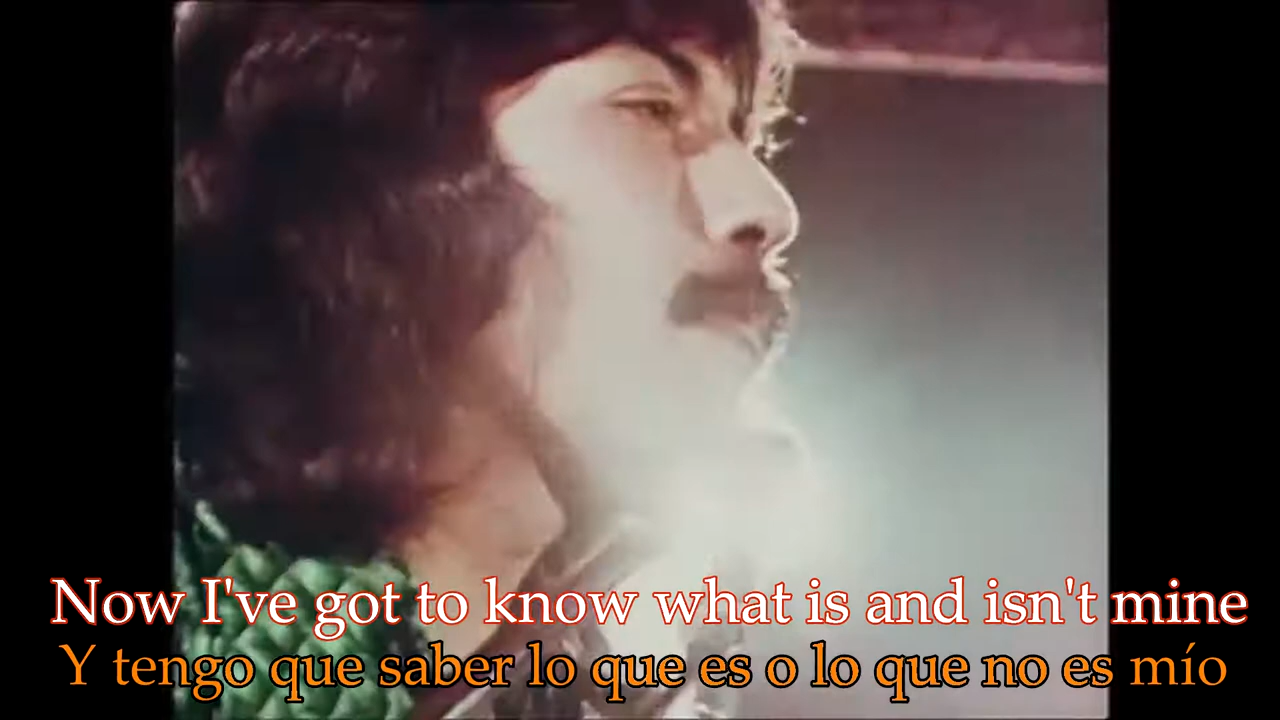 Now I've got to know what is and isn't mine
Y tengo que saber lo que es o lo que no es mío